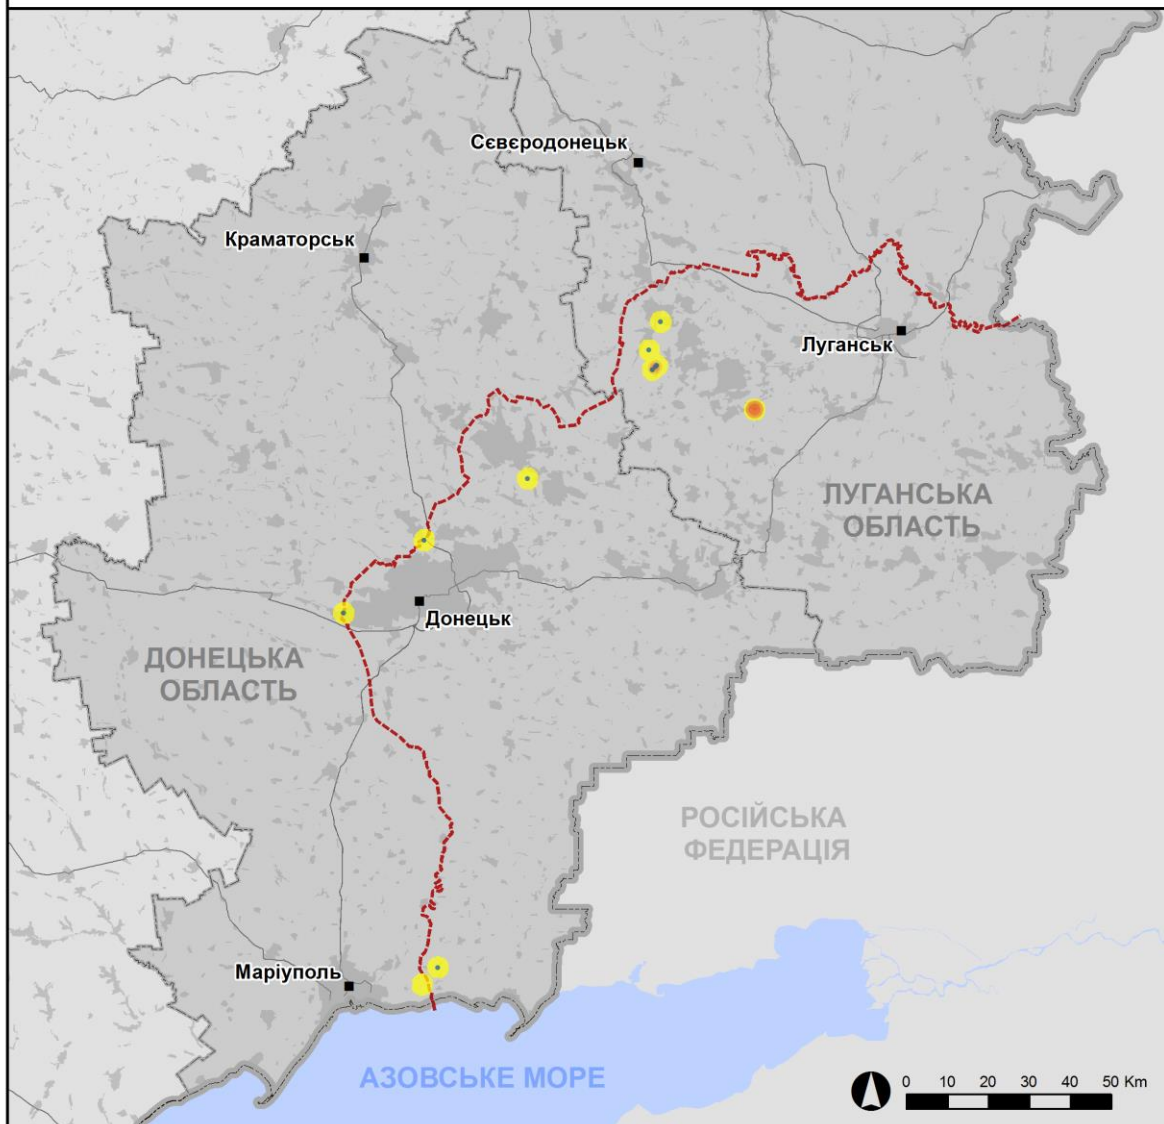 Сєвєродонецьк
Краматорськ
Луганськ
ЛУГАНСЬКА
ОБЛАСТЬ
Донецьк
ДОНЕЦЬКА
ОБЛАСТЬ
РОСІЙСЬКА
ФЕДЕРАЦІЯ
Маріуполь
АЗОВСЬКЕ МОРЕ
0 10 20 30 40 50 Km